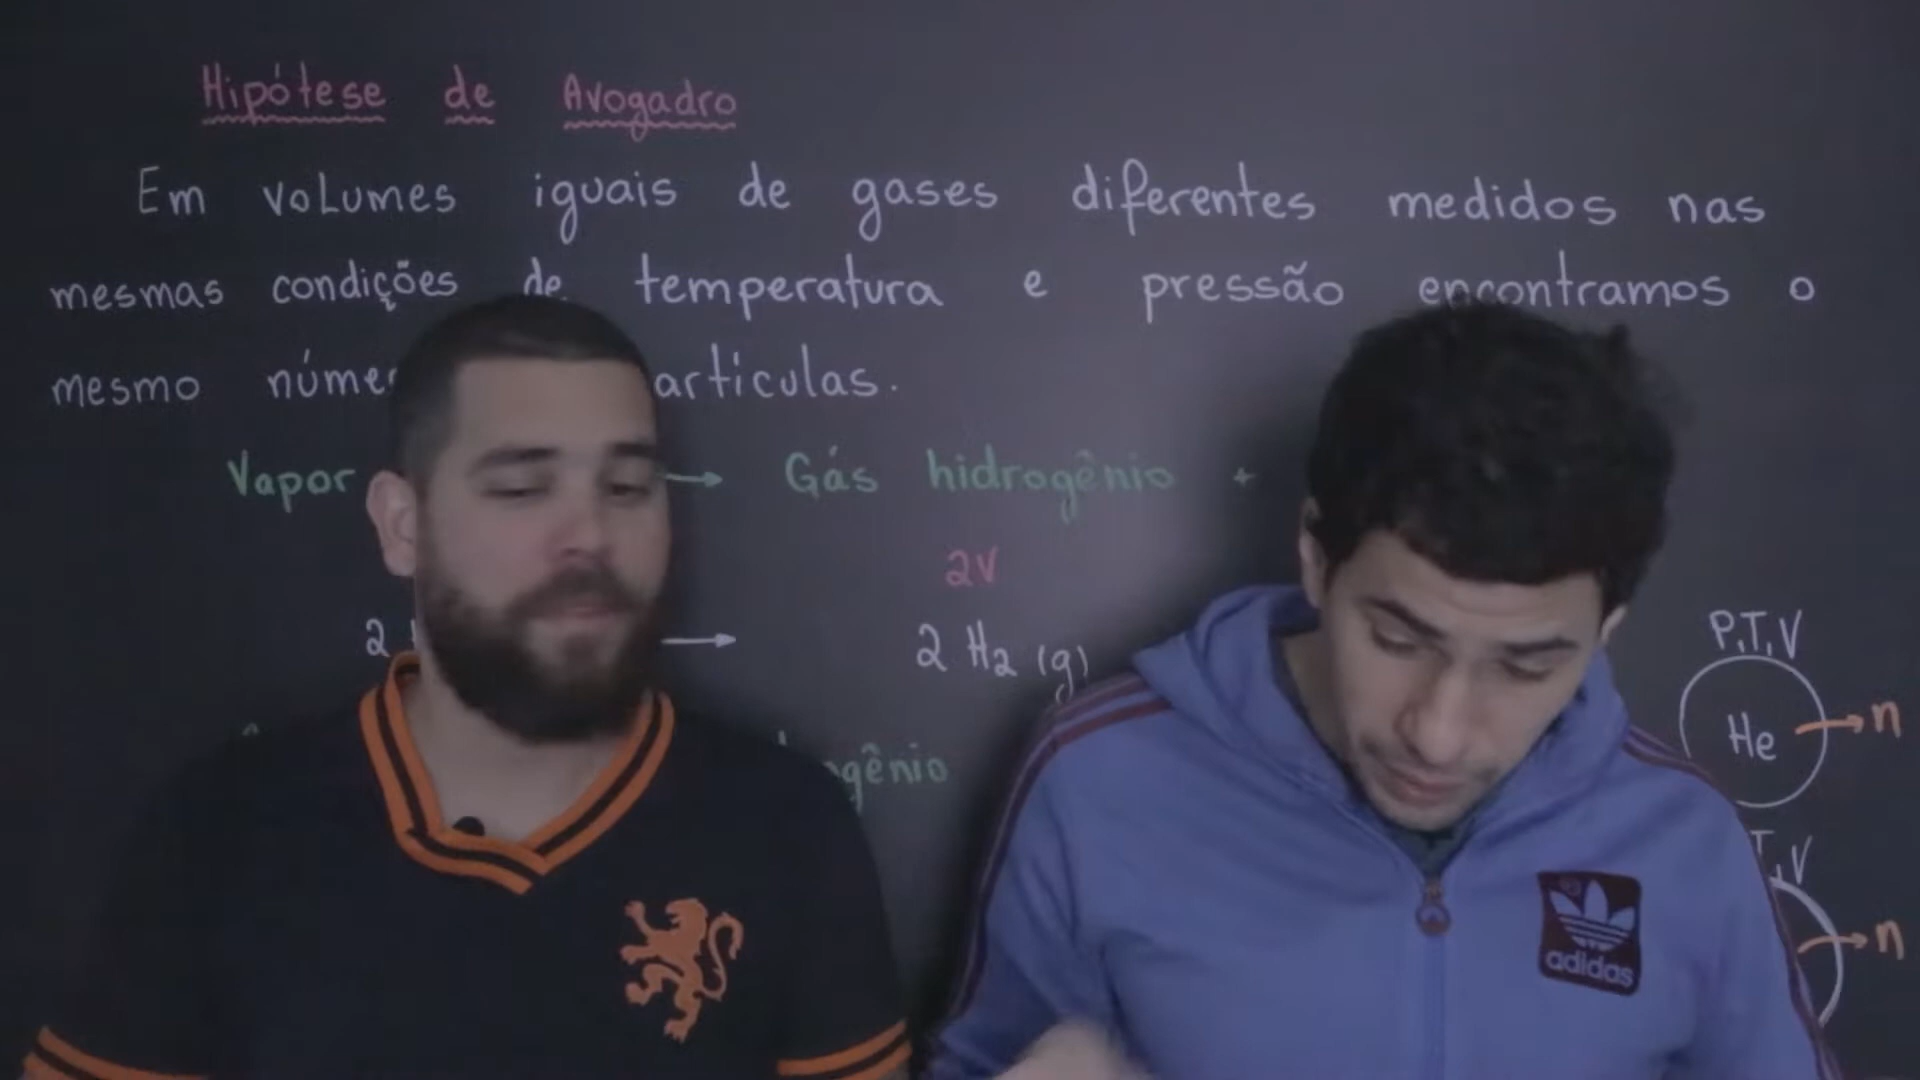 Hipótese de Avogadro
Em volumes iguais de gases diferentes medidos nas
mesmas condições de temperatura e pressão encontramos o
mesmo
Vapor → Gás hidrogênio +
2V
2 → 2 H2 (g)
P,T,V
He → n
T,V
→ n
adidas